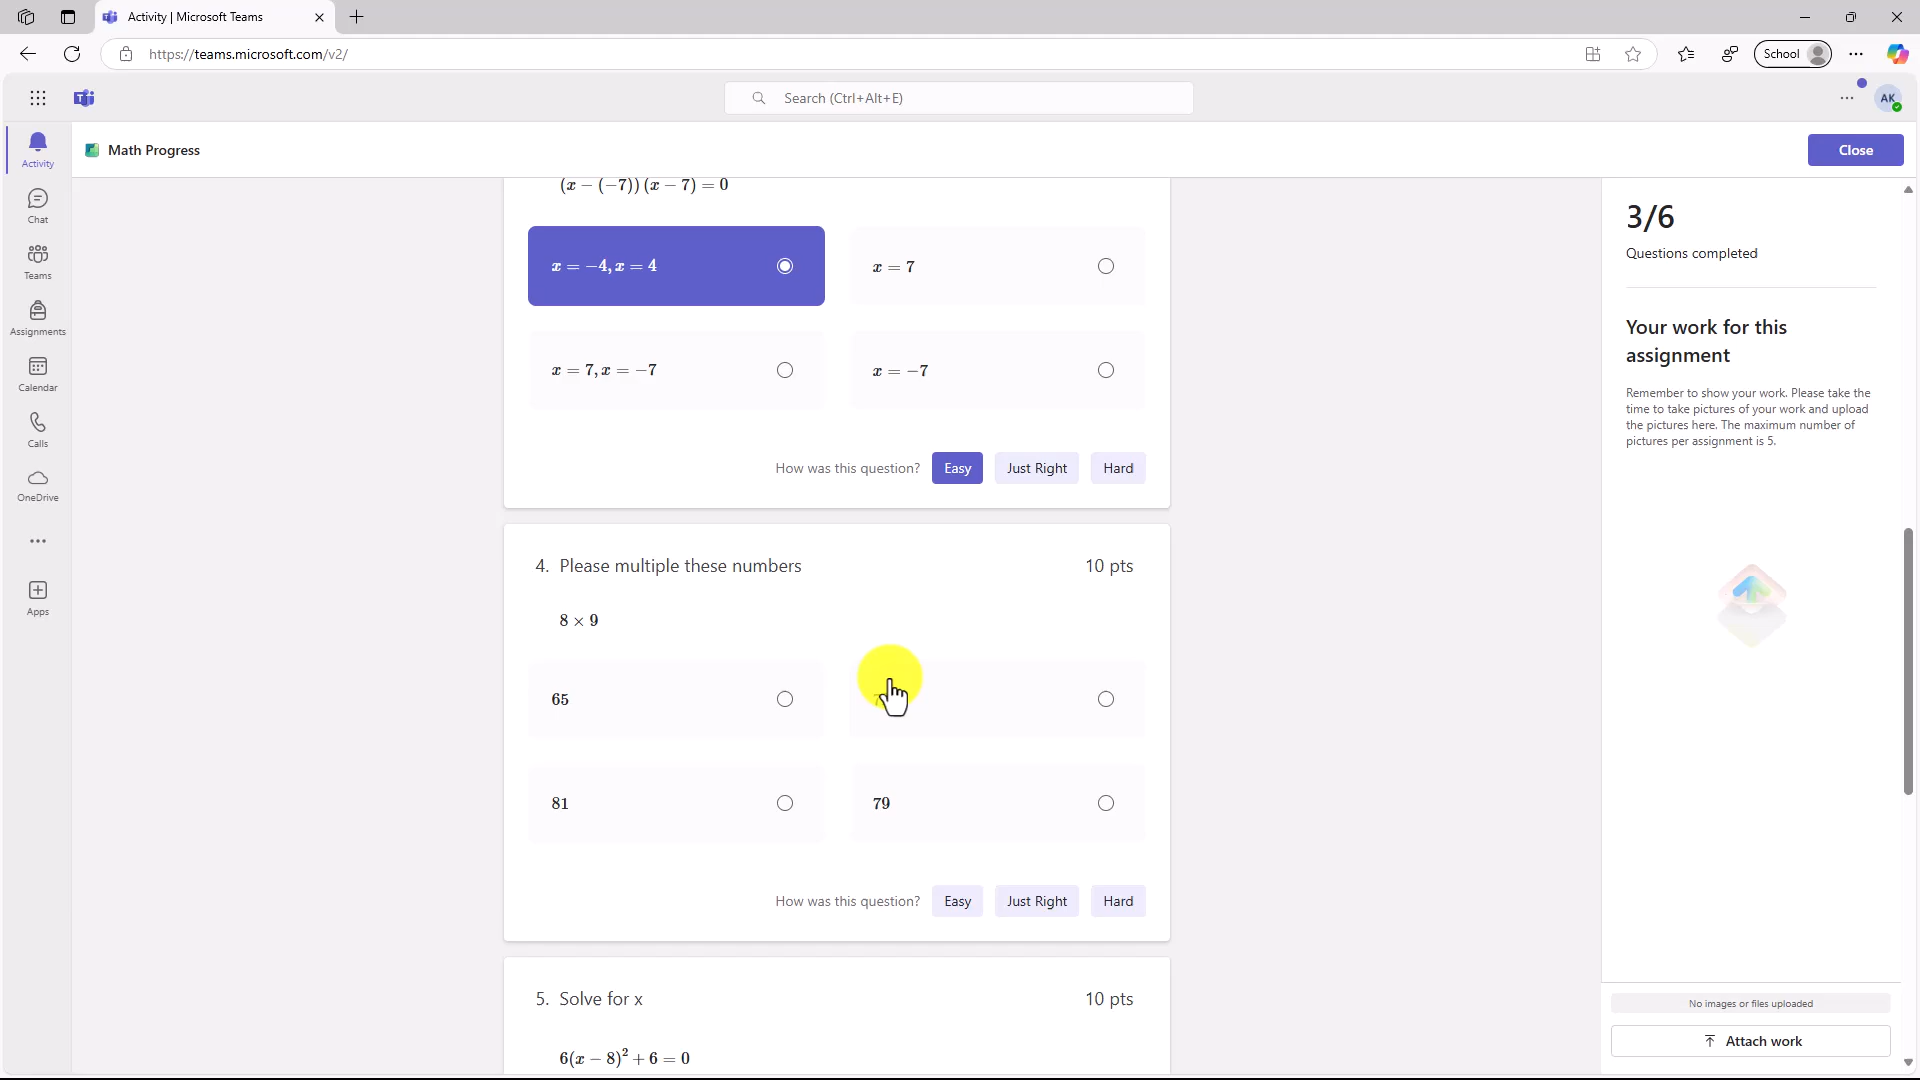 Activity | Microsoft Teams
https://teams.microsoft.com/v2/
School
Search (Ctrl+Alt+E)
AK
Activity
Chat
Teams
Assignments
Calendar
Calls
OneDrive
Apps
Math Progress
Close
(x − (−7)) (x − 7) = 0
x = −4, x = 4
x = 7
x = 7, x = −7
x = −7
How was this question?
Easy
Just Right
Hard
4. Please multiple these numbers
10 pts
8 × 9
65
81
79
How was this question?
Easy
Just Right
Hard
5. Solve for x
10 pts
6(x − 8)² + 6 = 0
3/6
Questions completed
Your work for this
assignment
Remember to show your work. Please take the
time to take pictures of your work and upload
the pictures here. The maximum number of
pictures per assignment is 5.
No images or files uploaded
Attach work